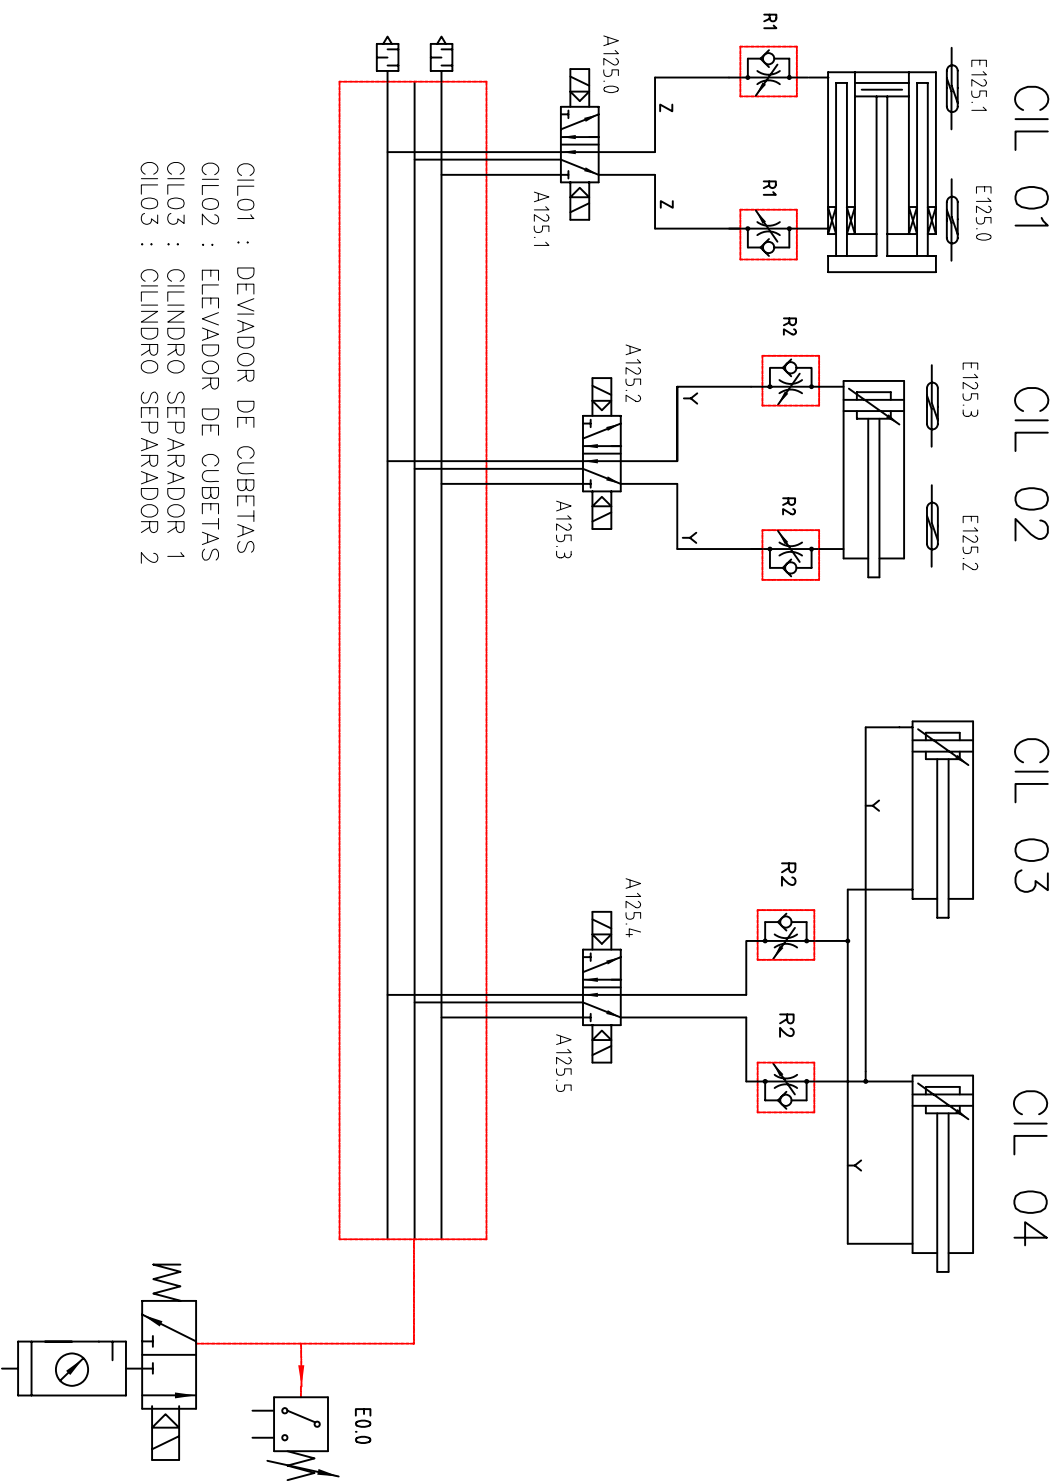 CIL 01
CIL 02
CIL 03
CIL 04
E125.1
E125.0
E125.3
E125.2
R1
R1
R2
R2
R2
R2
Z
Z
Y
Y
Y
Y
A125.0
A125.1
A125.2
A125.3
A125.4
A125.5
CIL01 : DEVIADOR DE CUBETAS
CIL02 : ELEVADOR DE CUBETAS
CIL03 : CILINDRO SEPARADOR 1
CIL03 : CILINDRO SEPARADOR 2
E0.0